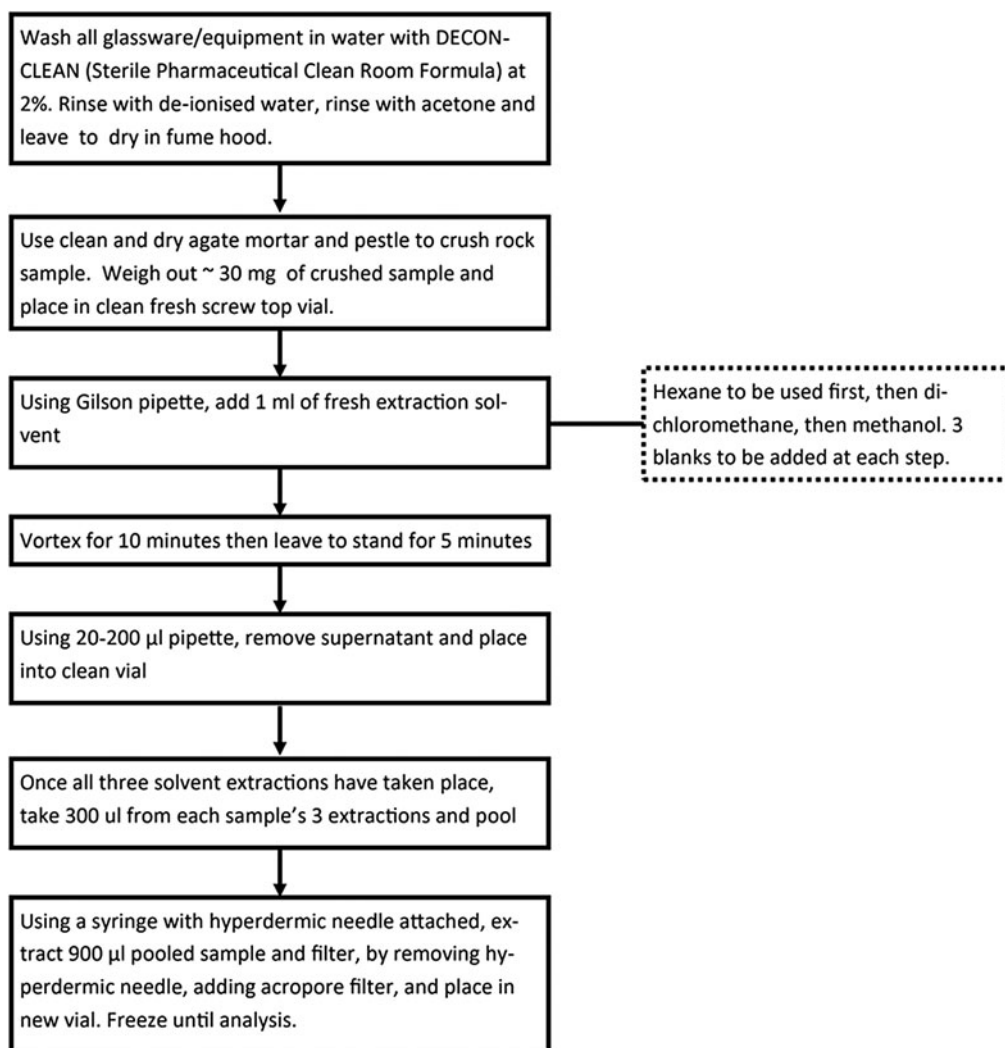 Wash all glassware/equipment in water with DECON-
CLEAN (Sterile Pharmaceutical Clean Room Formula) at
2%. Rinse with de-ionised water, rinse with acetone and
leave to dry in fume hood.
Use clean and dry agate mortar and pestle to crush rock
sample. Weigh out ~ 30 mg of crushed sample and
place in clean fresh screw top vial.
Using Gilson pipette, add 1 ml of fresh extraction sol-
vent
Hexane to be used first, then di-
chloromethane, then methanol. 3
blanks to be added at each step.
Vortex for 10 minutes then leave to stand for 5 minutes
Using 20-200 µl pipette, remove supernatant and place
into clean vial
Once all three solvent extractions have taken place,
take 300 ul from each sample's 3 extractions and pool
Using a syringe with hyperdermic needle attached, ex-
tract 900 µl pooled sample and filter, by removing hy-
perdermic needle, adding acropore filter, and place in
new vial. Freeze until analysis.